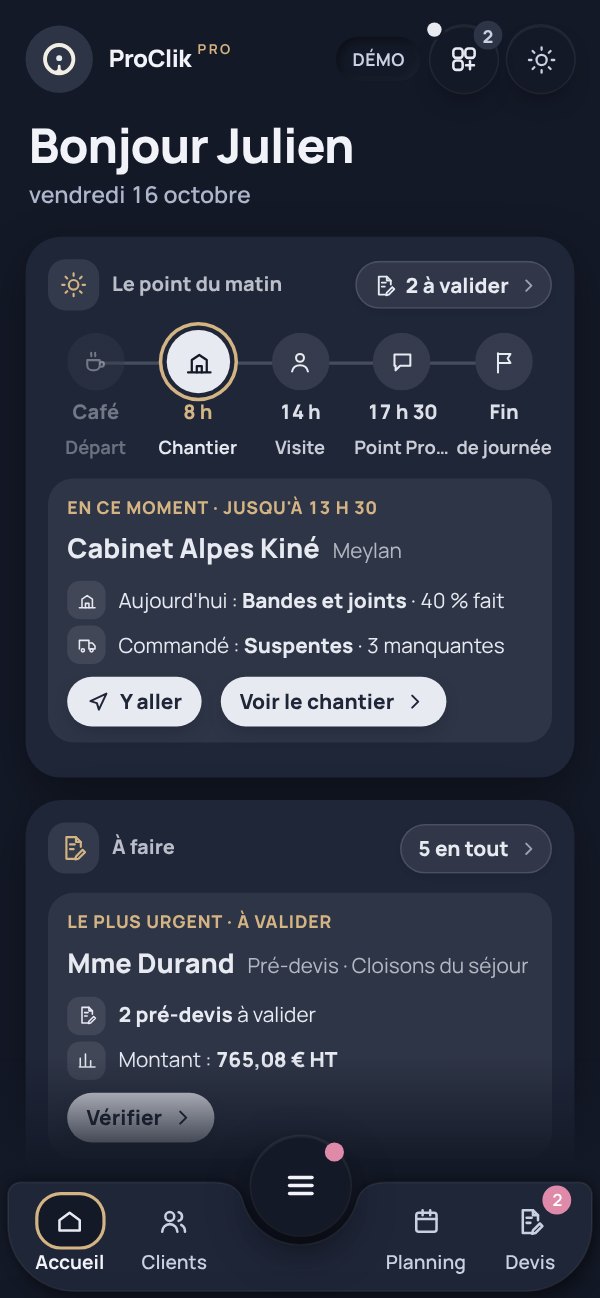 ProClik PRO
DÉMO
2
Bonjour Julien
vendredi 16 octobre
Le point du matin
2 à valider
Café
8 h
14 h
17 h 30
Fin
Départ
Chantier
Visite
Point Pro...
de journée
EN CE MOMENT · JUSQU'À 13 H 30
Cabinet Alpes Kiné Meylan
Aujourd'hui : Bandes et joints · 40 % fait
Commandé : Suspentes · 3 manquantes
Y aller
Voir le chantier
À faire
5 en tout
LE PLUS URGENT · À VALIDER
Mme Durand Pré-devis · Cloisons du séjour
2 pré-devis à valider
Montant : 765,08 € HT
Vérifier
2
Accueil
Clients
Planning
Devis